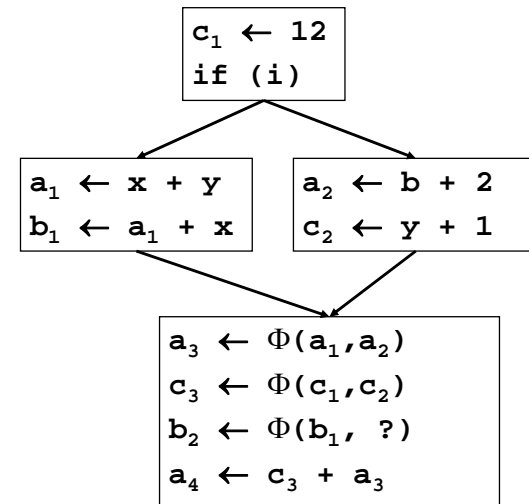 c₁ ← 12
if (i)
a₁ ← x + y
b₁ ← a₁ + x
a₂ ← b + 2
c₂ ← y + 1
a₃ ← Φ(a₁,a₂)
c₃ ← Φ(c₁,c₂)
b₂ ← Φ(b₁, ?)
a₄ ← c₃ + a₃